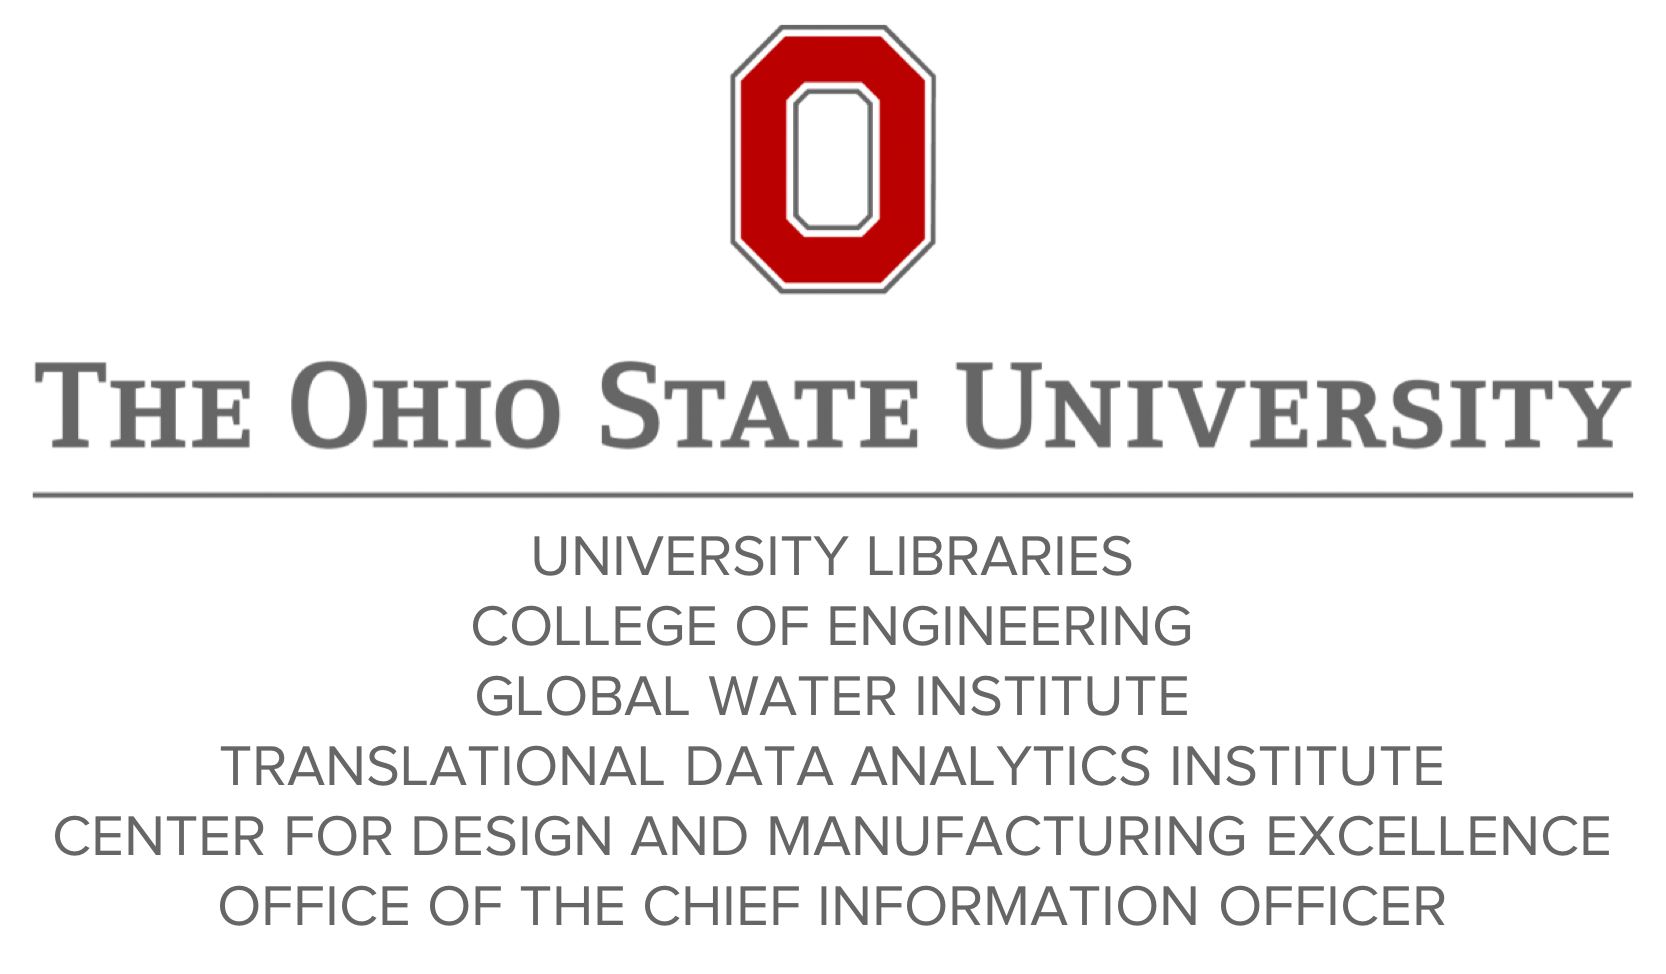 O
THE OHIO STATE UNIVERSITY
UNIVERSITY LIBRARIES
COLLEGE OF ENGINEERING
GLOBAL WATER INSTITUTE
TRANSLATIONAL DATA ANALYTICS INSTITUTE
CENTER FOR DESIGN AND MANUFACTURING EXCELLENCE
OFFICE OF THE CHIEF INFORMATION OFFICER